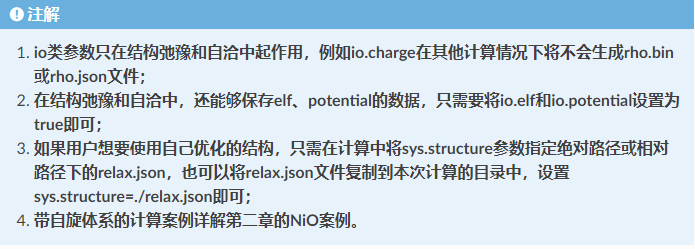 注解
1. io类参数只在结构弛豫和自洽中起作用，例如io.charge在其他计算情况下将不会生成rho.bin
或rho.json文件；
2. 在结构弛豫和自洽中，还能够保存elf、potential的数据，只需要将io.elf和io.potential设置为
true即可；
3. 如果用户想要使用自己优化的结构，只需在计算中将sys.structure参数指定绝对路径或相对
路径下的relax.json，也可以将relax.json文件复制到本次计算的目录中，设置
sys.structure=./relax.json即可；
4. 带自旋体系的计算案例详解第二章的NiO案例。